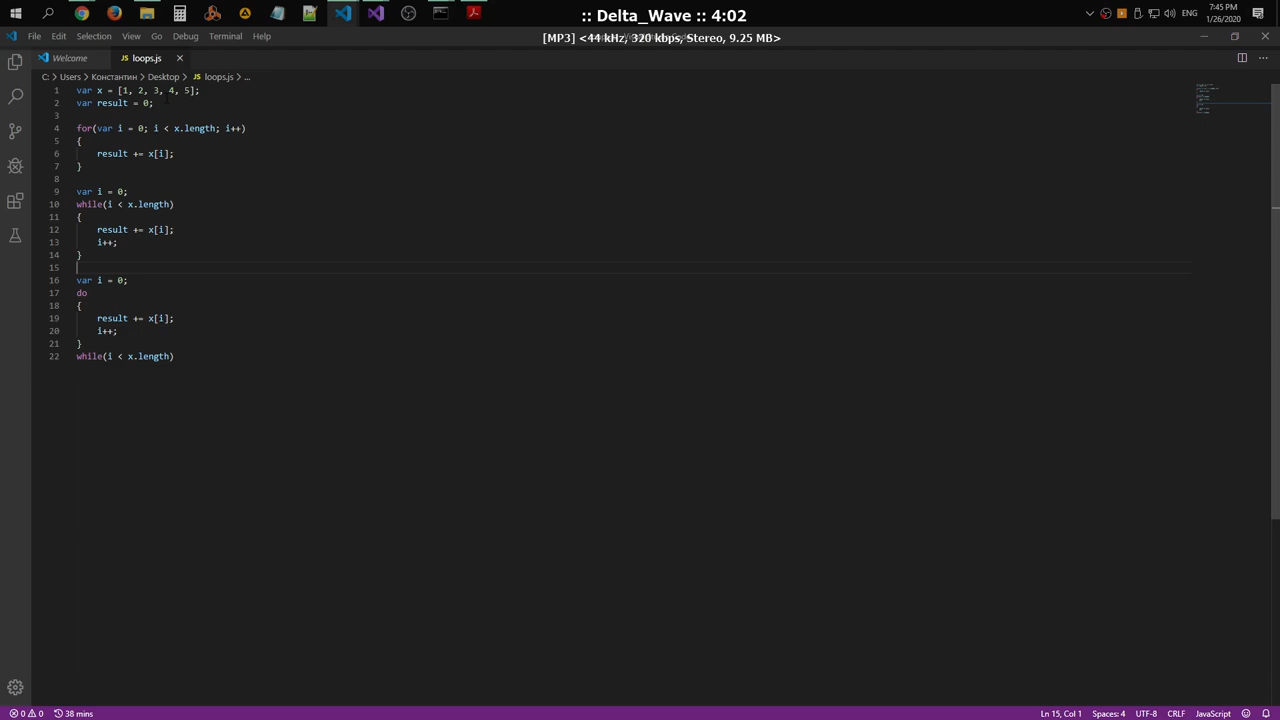 :: Delta_Wave :: 4:02
ENG
7:45 PM
1/26/2020
File Edit Selection View Go Debug Terminal Help
[MP3] <44 kHz, 320 kbps, Stereo, 9.25 MB>
Welcome
JS loops.js
C: > Users > Константин > Desktop > JS loops.js > ...
1 var x = [1, 2, 3, 4, 5];
2 var result = 0;
3
4 for(var i = 0; i < x.length; i++)
5 {
6 result += x[i];
7 }
8
9 var i = 0;
10 while(i < x.length)
11 {
12 result += x[i];
13 i++;
14 }
15
16 var i = 0;
17 do
18 {
19 result += x[i];
20 i++;
21 }
22 while(i < x.length)
0 0 38 mins
Ln 15, Col 1 Spaces: 4 UTF-8 CRLF JavaScript